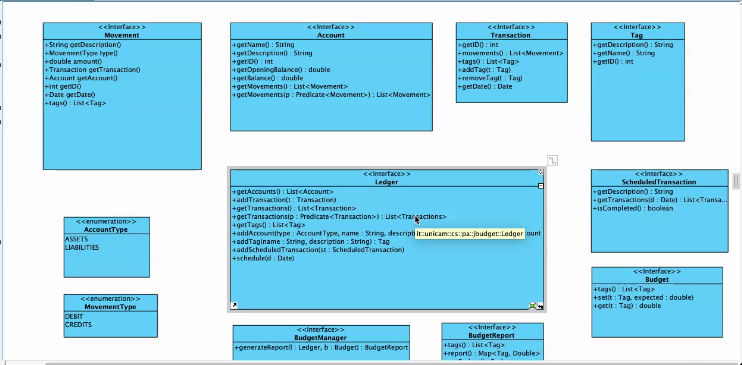 <<Interface>>
Movement
+String getDescription()
+MovementType type()
+double amount()
+Transaction getTransaction()
+Account getAccount()
+int getID()
+Date getDate()
+tags() : List<Tag>
<<Interface>>
Account
+getName() : String
+getDescription() : String
+getID() : int
+getOpeningBalance() : double
+getBalance() : double
+getMovements() : List<Movement>
+getMovements(p : Predicate<Movement>) : List<Movement>
<<Interface>>
Transaction
+getID() : int
+movements() : List<Movement>
+tags() : List<Tag>
+addTag(t : Tag)
+removeTag(t : Tag)
+getDate() : Date
<<Interface>>
Tag
+getDescription() : String
+getName() : String
+getID() : int
<<Interface>>
Ledger
+getAccounts() : List<Account>
+addTransaction(t : Transaction)
+getTransactions() : List<Transaction>
+getTransactions(p : Predicate<Transaction>) : List<Transactions>
+getTags() : List<Tag>
+addAccount(type : AccountType, name : String, descripti
ount
it::unicam::cs::pa::jbudget::Ledger
+addTag(name : String, description : String) : Tag
+addScheduledTransaction(st : ScheduledTransaction)
+schedule(d : Date)
<<Interface>>
ScheduledTransaction
+getDescription() : String
+getTransactions(d : Date) : List<Transa...
+isCompleted() : boolean
<<enumeration>>
AccountType
ASSETS
LIABILITIES
<<enumeration>>
MovementType
DEBIT
CREDITS
<<Interface>>
Budget
+tags() : List<Tag>
+set(t : Tag, expected : double)
+get(t : Tag) : double
<<Interface>>
BudgetManager
+generateReport(l : Ledger, b : Budget) : BudgetReport
<<Interface>>
BudgetReport
+tags() : List<Tag>
+report() : Map<Tag, Double>